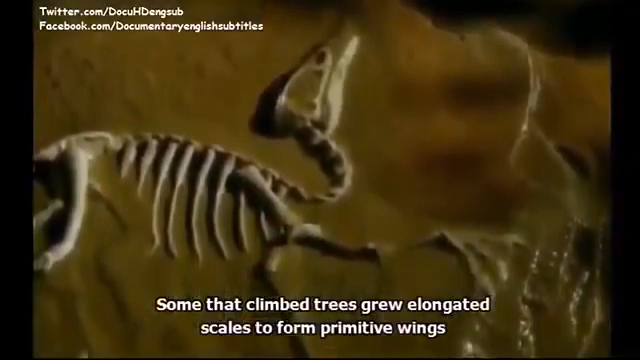 Twitter.com/DocuHDengsub
Facebook.com/Documentaryenglishsubtitles
Some that climbed trees grew elongated
scales to form primitive wings